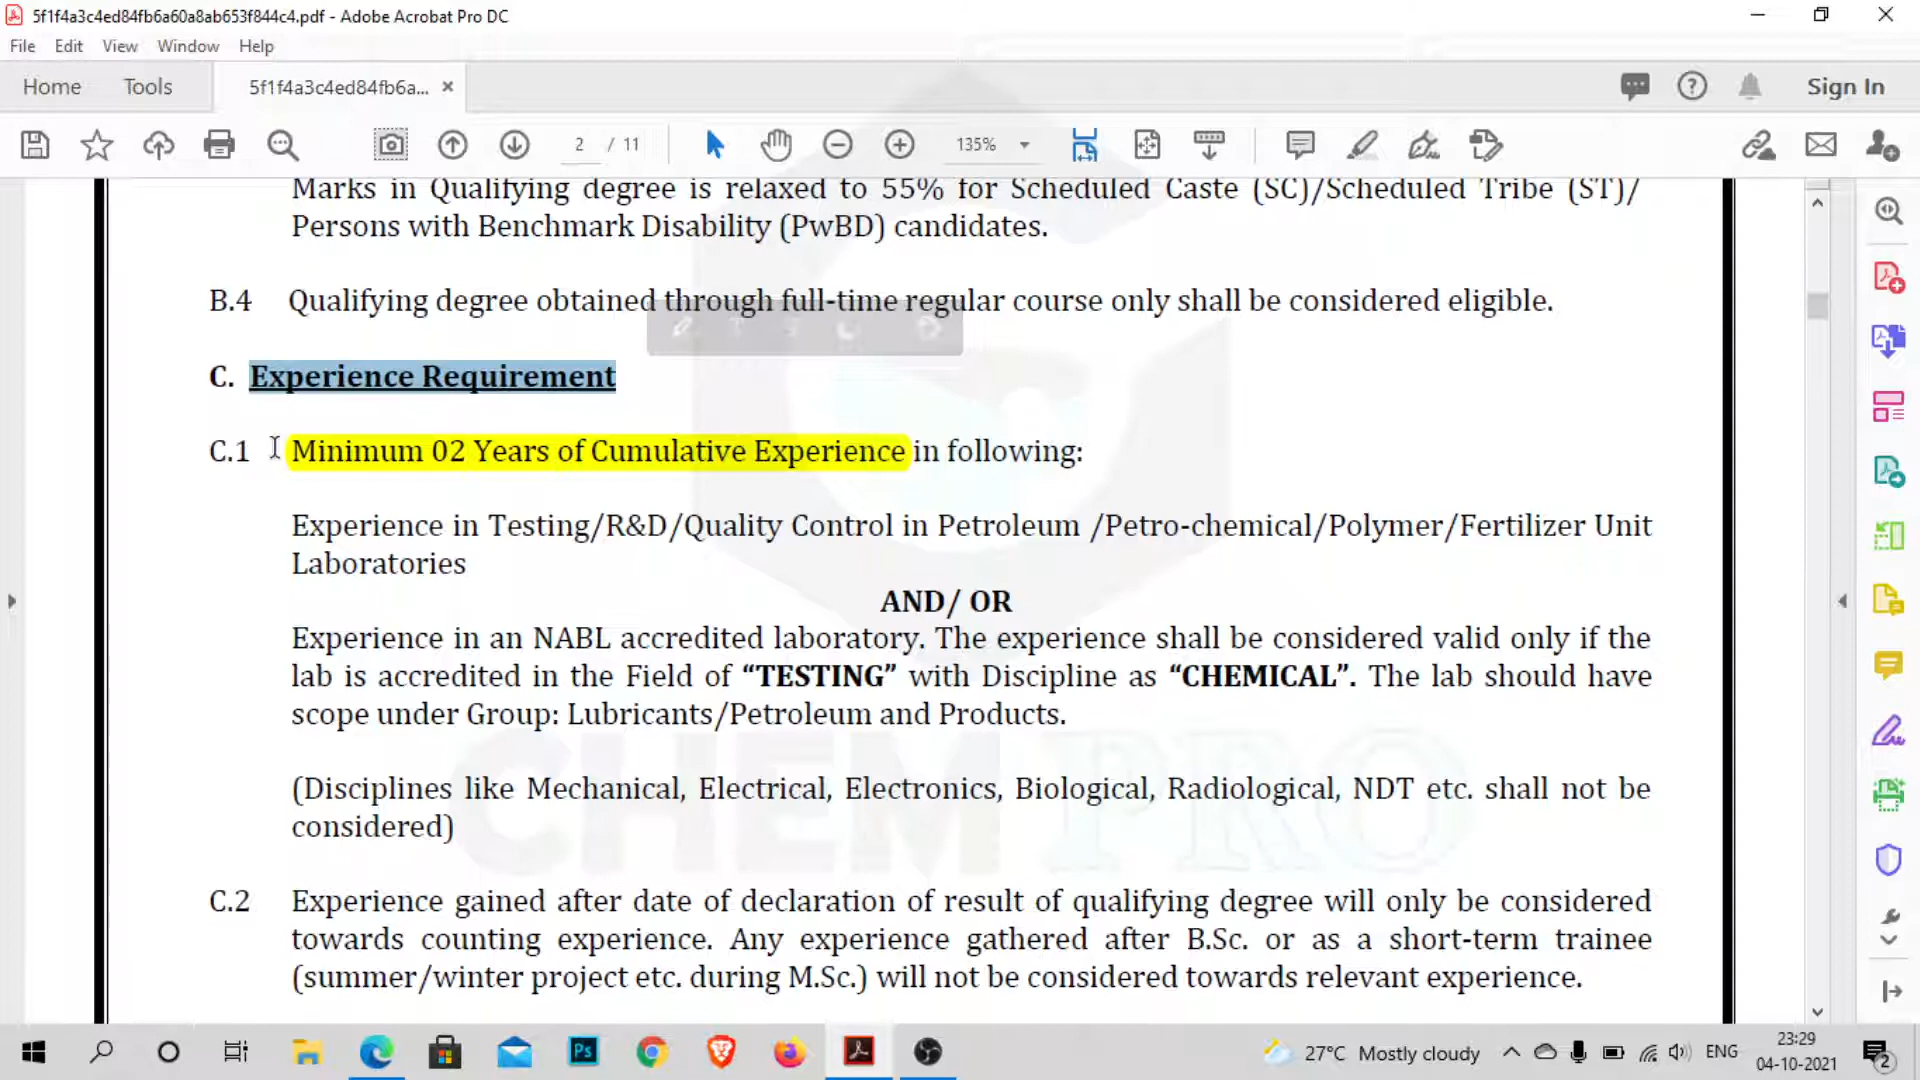 5f1f4a3c4ed84fb6a60a8ab653f844c4.pdf - Adobe Acrobat Pro DC
File Edit View Window Help
Home Tools 5f1f4a3c4ed84fb6a... × Sign In
2 / 11 135%
Marks in Qualifying degree is relaxed to 55% for Scheduled Caste (SC)/Scheduled Tribe (ST)/
Persons with Benchmark Disability (PwBD) candidates.
B.4 Qualifying degree obtained through full-time regular course only shall be considered eligible.
C. Experience Requirement
C.1 Minimum 02 Years of Cumulative Experience in following:
Experience in Testing/R&D/Quality Control in Petroleum /Petro-chemical/Polymer/Fertilizer Unit
Laboratories
AND/ OR
Experience in an NABL accredited laboratory. The experience shall be considered valid only if the
lab is accredited in the Field of “TESTING” with Discipline as “CHEMICAL”. The lab should have
scope under Group: Lubricants/Petroleum and Products.
CHEM PRO
(Disciplines like Mechanical, Electrical, Electronics, Biological, Radiological, NDT etc. shall not be
considered)
C.2 Experience gained after date of declaration of result of qualifying degree will only be considered
towards counting experience. Any experience gathered after B.Sc. or as a short-term trainee
(summer/winter project etc. during M.Sc.) will not be considered towards relevant experience.
Ps 27°C Mostly cloudy ENG 23:29
04-10-2021 2